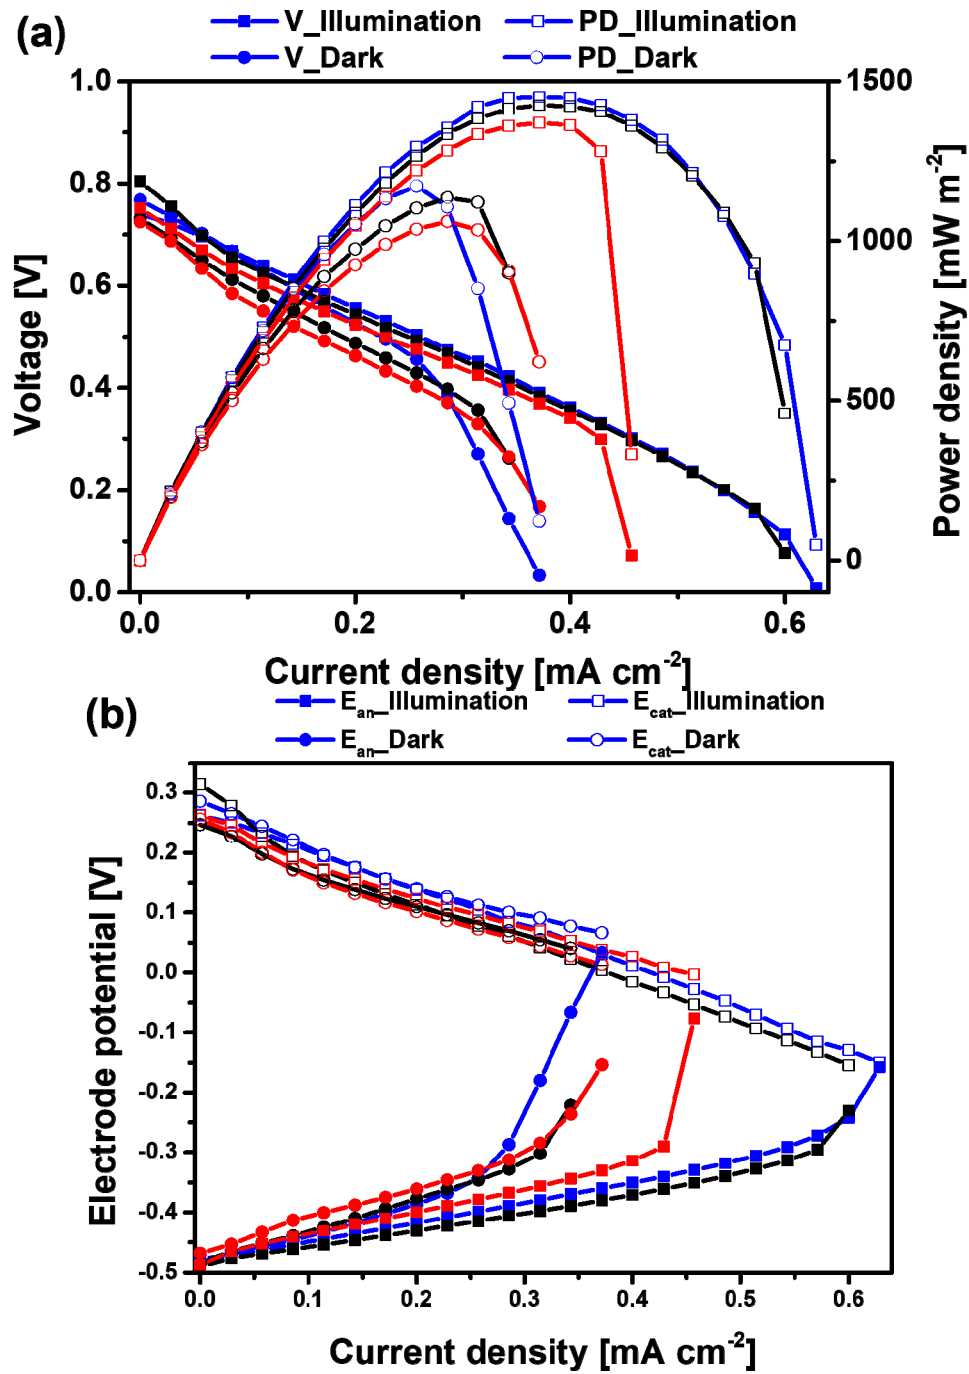 (a)
V_Illumination PD_Illumination
V_Dark PD_Dark
1.0 1500
0.8
1000
0.6
0.4 500
0.2
0
0.0
0.0 0.2 0.4 0.6
Voltage [V]
Power density [mW m-2]
Current density [mA cm-2]
(b)
Ean_Illumination Ecat_Illumination
Ean_Dark Ecat_Dark
0.3
0.2
0.1
0.0
-0.1
-0.2
-0.3
-0.4
-0.5
0.0 0.1 0.2 0.3 0.4 0.5 0.6
Electrode potential [V]
Current density [mA cm-2]